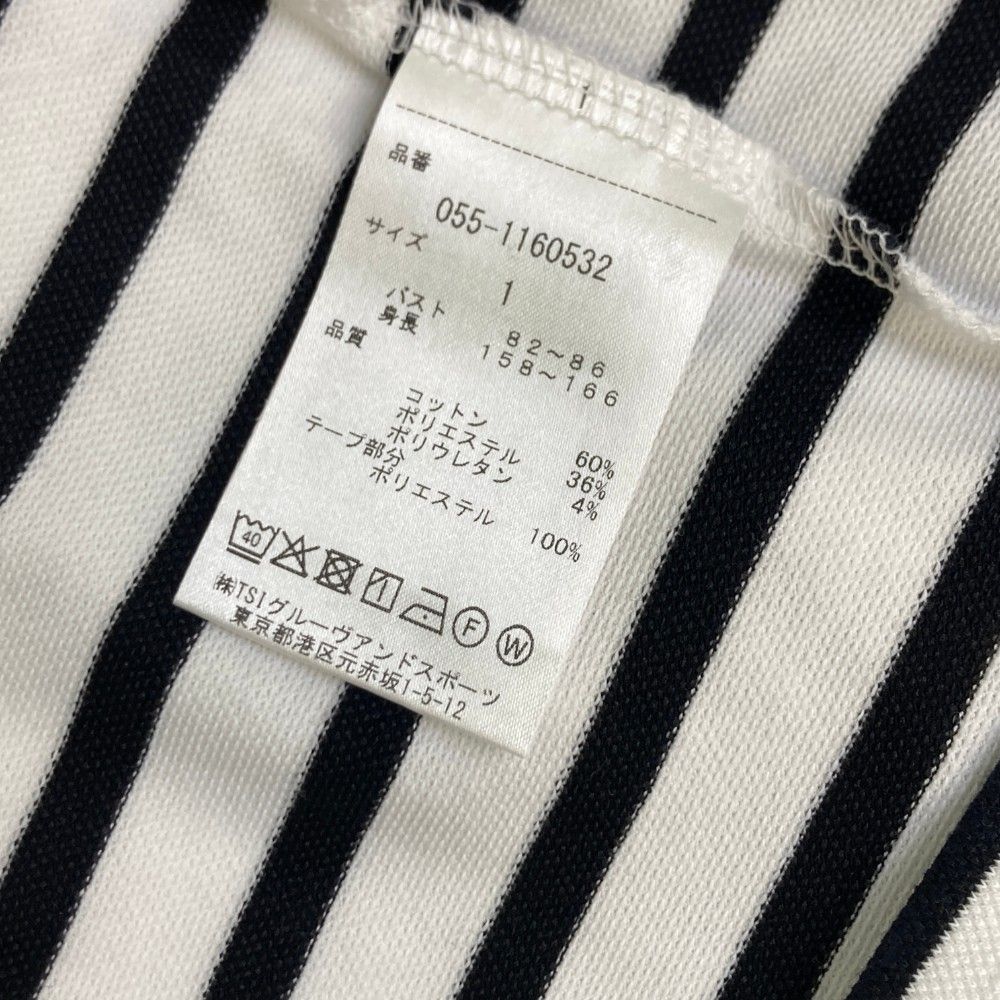 1
品番
055-1160532
サイズ
1
バスト 82～86
身長 158～166
品質
コットン 60%
ポリエステル 36%
ポリウレタン 4%
テープ部分
ポリエステル 100%
40
F W
㈱TSIグルーヴアンドスポーツ
東京都港区元赤坂1-5-12